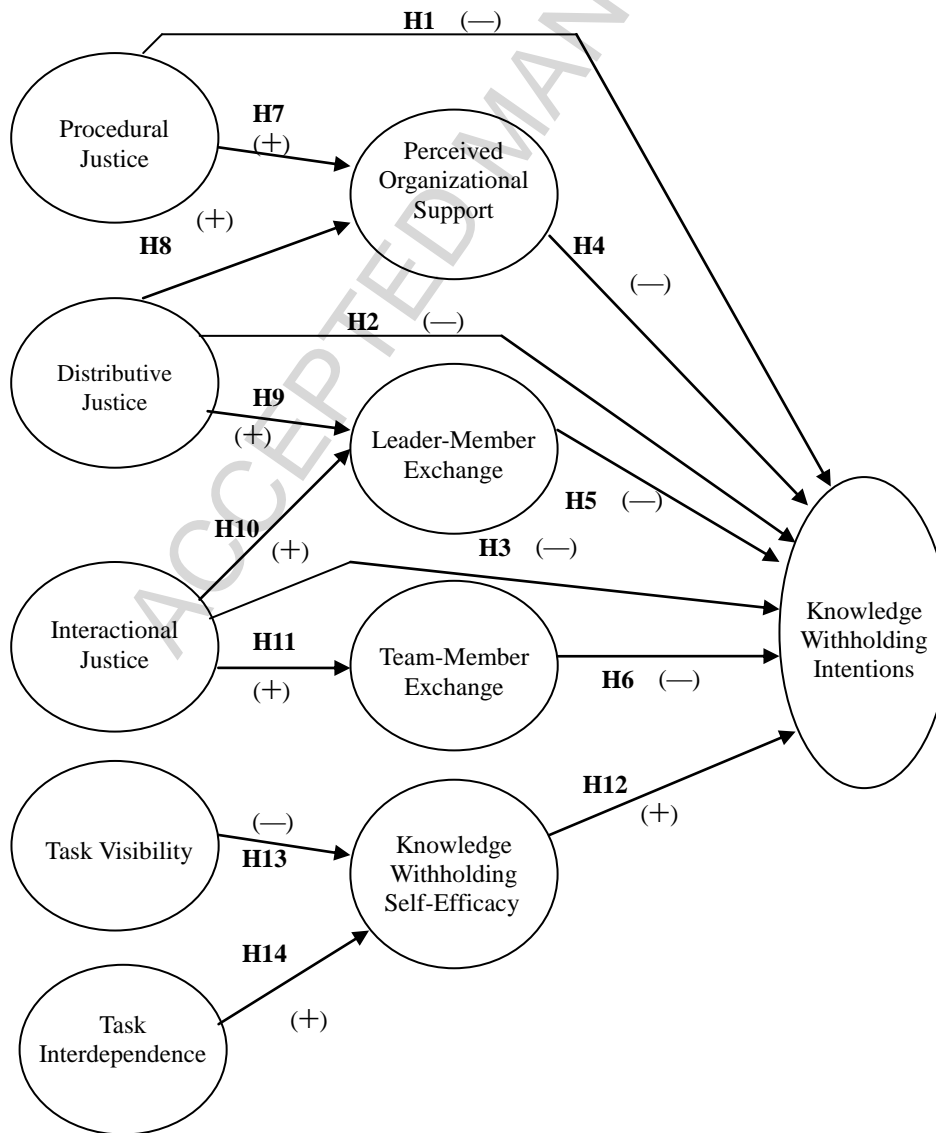 H1 (—)
H7
(+)
Procedural
Justice
Perceived
Organizational
Support
(+)
H8
H4
(—)
H2 (—)
Distributive
Justice
H9
(+)
Leader-Member
Exchange
H5 (—)
H10
(+)
H3 (—)
Interactional
Justice
H11
(+)
Team-Member
Exchange
H6 (—)
Knowledge
Withholding
Intentions
H12
(+)
Task Visibility
(—)
H13
Knowledge
Withholding
Self-Efficacy
H14
(+)
Task
Interdependence
ACCEPTED MAN